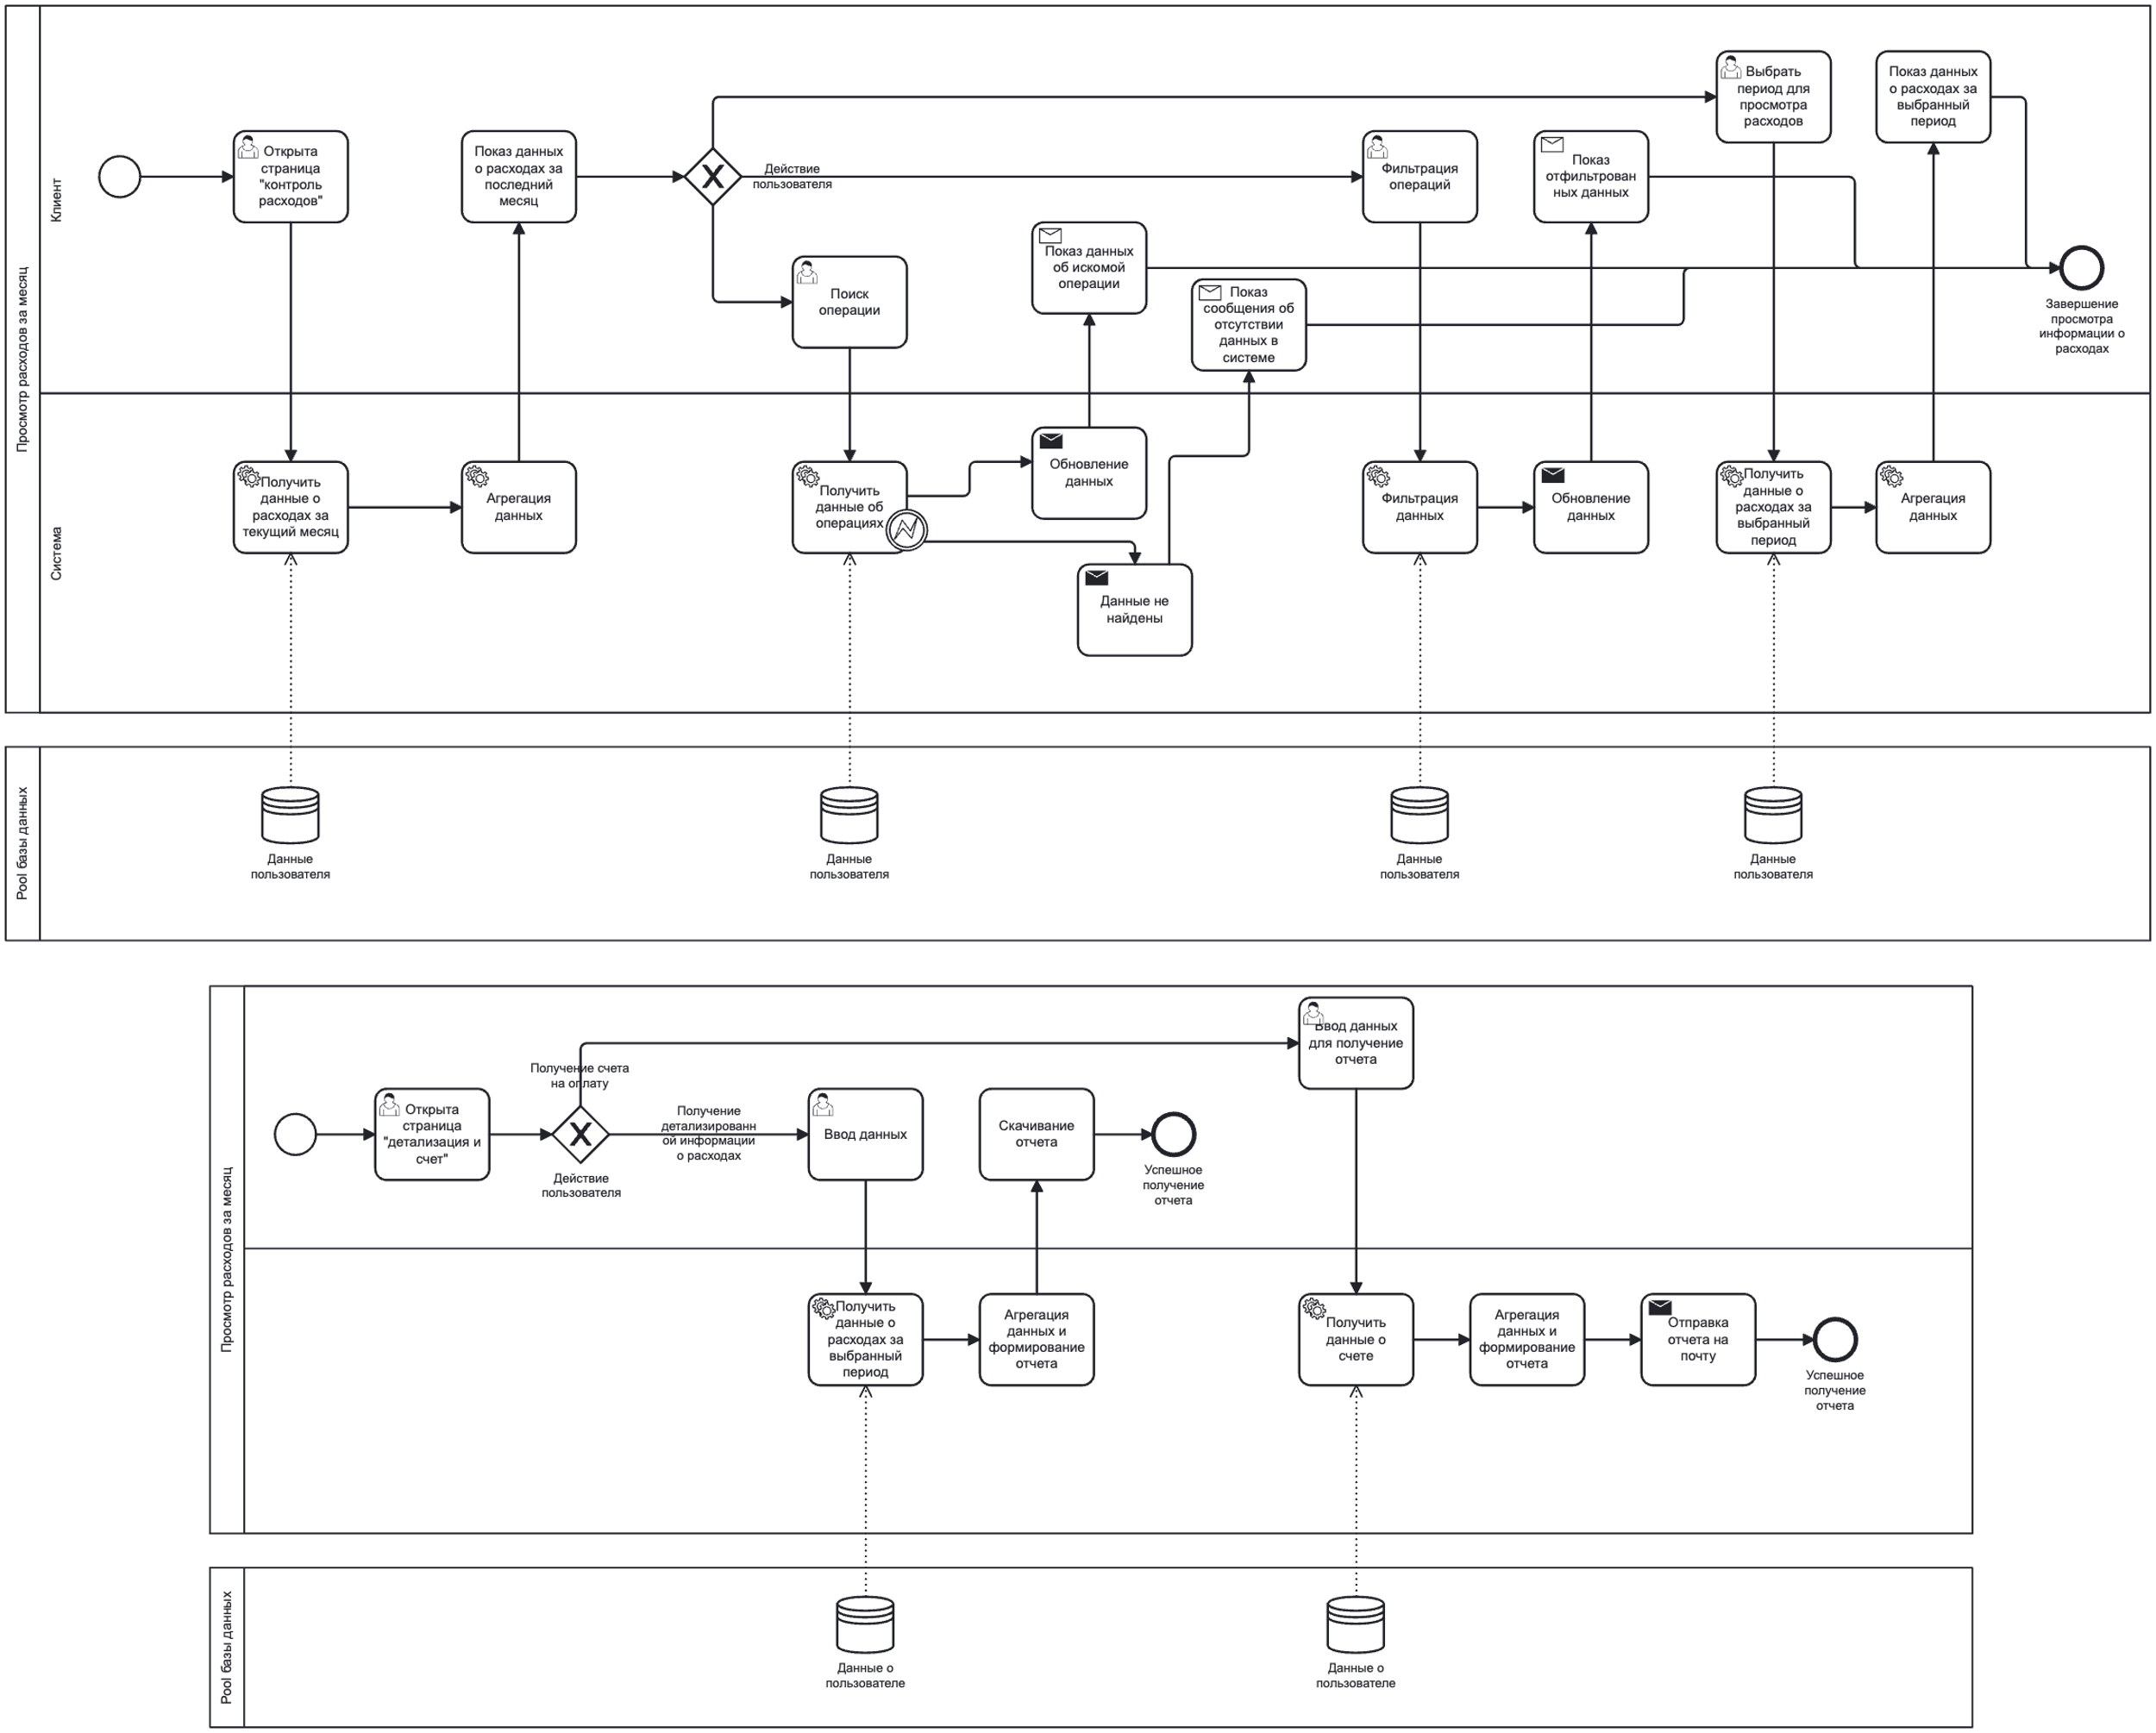 Просмотр расходов за месяц
Клиент
Открыта
страница
"контроль
расходов"
Показ данных
о расходах за
последний
месяц
Действие
пользователя
Поиск
операции
Показ данных
об искомой
операции
Показ
сообщения об
отсутствии
данных в
системе
Фильтрация
операций
Показ
отфильтрован
ных данных
Выбрать
период для
просмотра
расходов
Показ данных
о расходах за
выбранный
период
Завершение
просмотра
информации о
расходах
Система
Получить
данные о
расходах за
текущий месяц
Агрегация
данных
Получить
данные об
операциях
Обновление
данных
Данные не
найдены
Фильтрация
данных
Обновление
данных
Получить
данные о
расходах за
выбранный
период
Агрегация
данных
Pool базы данных
Данные
пользователя
Данные
пользователя
Данные
пользователя
Данные
пользователя
Просмотр расходов за месяц
Открыта
страница
"детализация и
счет"
Получение счета
на оплату
Действие
пользователя
Получение
детализированн
ой информации
о расходах
Ввод данных
Скачивание
отчета
Успешное
получение
отчета
Ввод данных
для получение
отчета
Получить
данные о
расходах за
выбранный
период
Агрегация
данных и
формирование
отчета
Получить
данные о
счете
Агрегация
данных и
формирование
отчета
Отправка
отчета на
почту
Успешное
получение
отчета
Pool базы данных
Данные о
пользователе
Данные о
пользователе